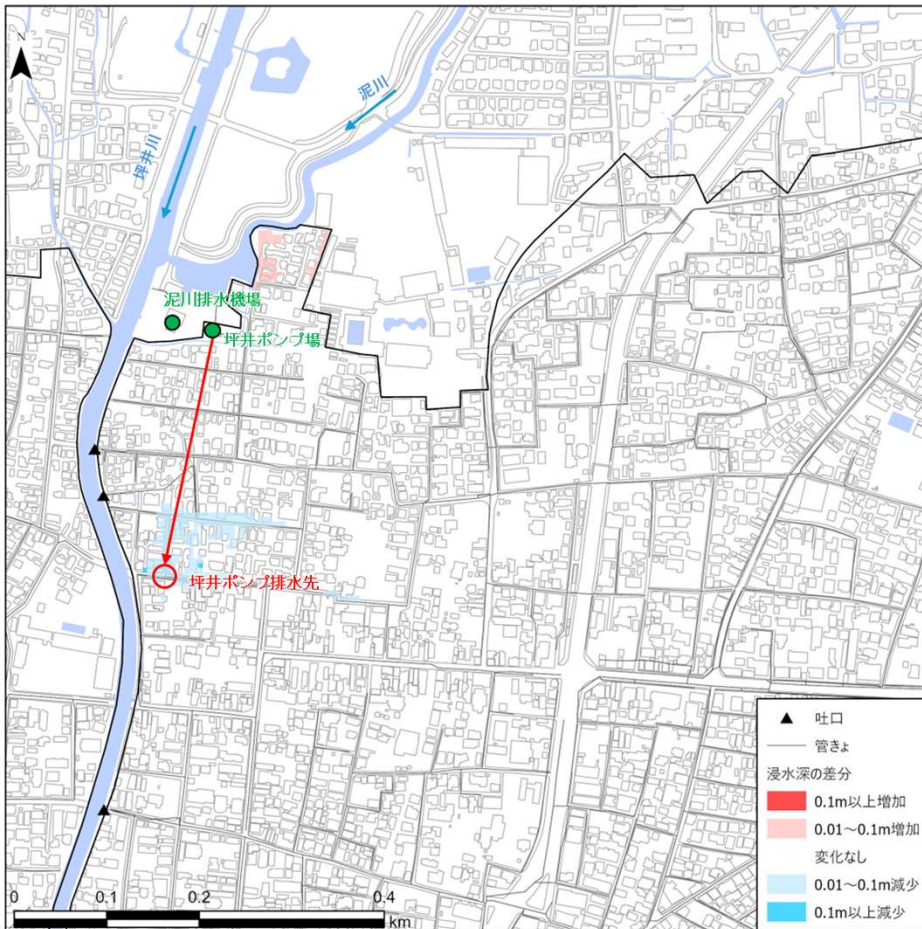 N
坪井川
泥川
泥川排水機場
坪井ポンプ場
坪井ポンプ排水先
▲ 吐口
管きょ
浸水深の差分
0.1m以上増加
0.01～0.1m増加
変化なし
0.01～0.1m減少
0.1m以上減少
0 0.1 0.2 0.4
km